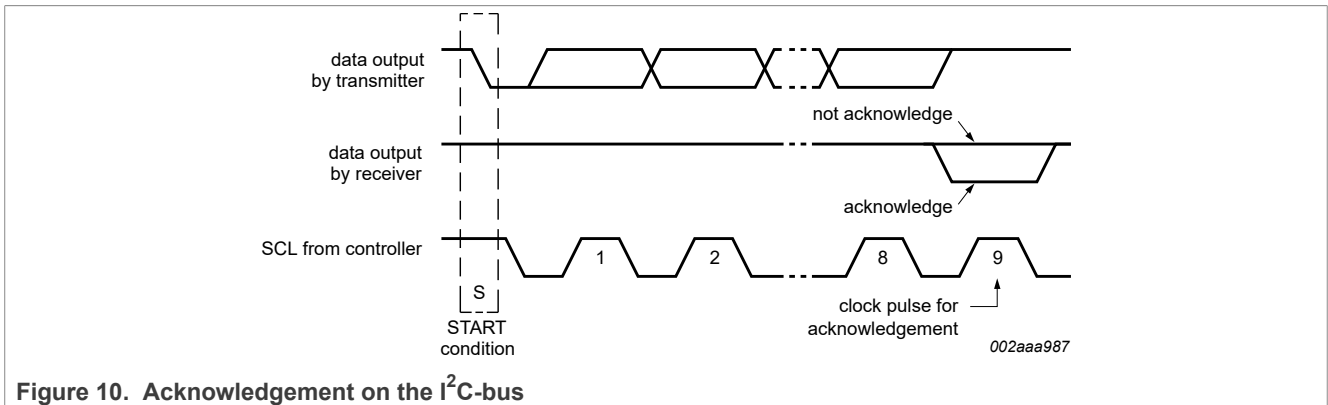 data output
by transmitter
not acknowledge
data output
by receiver
acknowledge
SCL from controller
1
2
8
9
S
START
condition
clock pulse for
acknowledgement
002aaa987
Figure 10. Acknowledgement on the I²C-bus